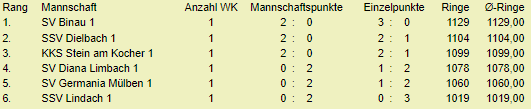 Rang Mannschaft Anzahl WK Mannschaftspunkte Einzelpunkte Ringe Ø-Ringe
1. SV Binau 1 1 2 : 0 3 : 0 1129 1129,00
2. SSV Dielbach 1 1 2 : 0 2 : 1 1104 1104,00
3. KKS Stein am Kocher 1 1 2 : 0 2 : 1 1099 1099,00
4. SV Diana Limbach 1 1 0 : 2 1 : 2 1078 1078,00
5. SV Germania Mülben 1 1 0 : 2 1 : 2 1060 1060,00
6. SSV Lindach 1 1 0 : 2 0 : 3 1019 1019,00